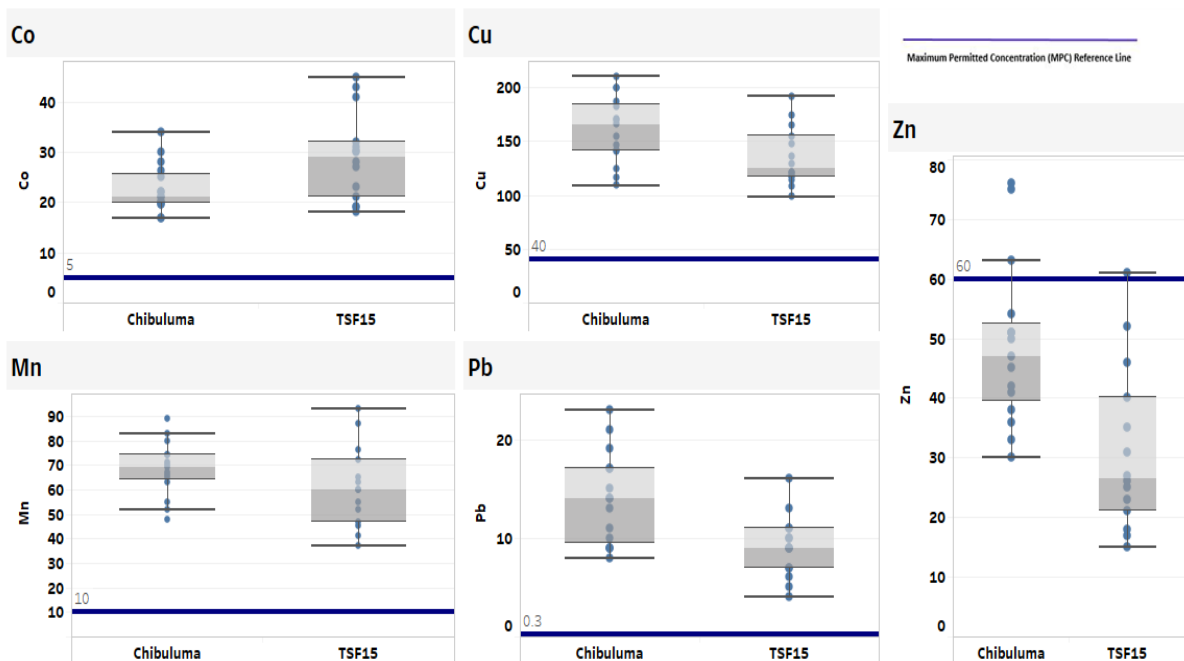 Co
Co
40
30
20
10
0
5
Chibuluma
TSF15
Cu
Cu
200
150
100
50
0
40
Chibuluma
TSF15
Maximum Permitted Concentration (MPC) Reference Line
Zn
Zn
80
70
60
50
40
30
20
10
0
60
Chibuluma
TSF15
Mn
Mn
90
80
70
60
50
40
30
20
10
10
Chibuluma
TSF15
Pb
Pb
20
10
0
0.3
Chibuluma
TSF15